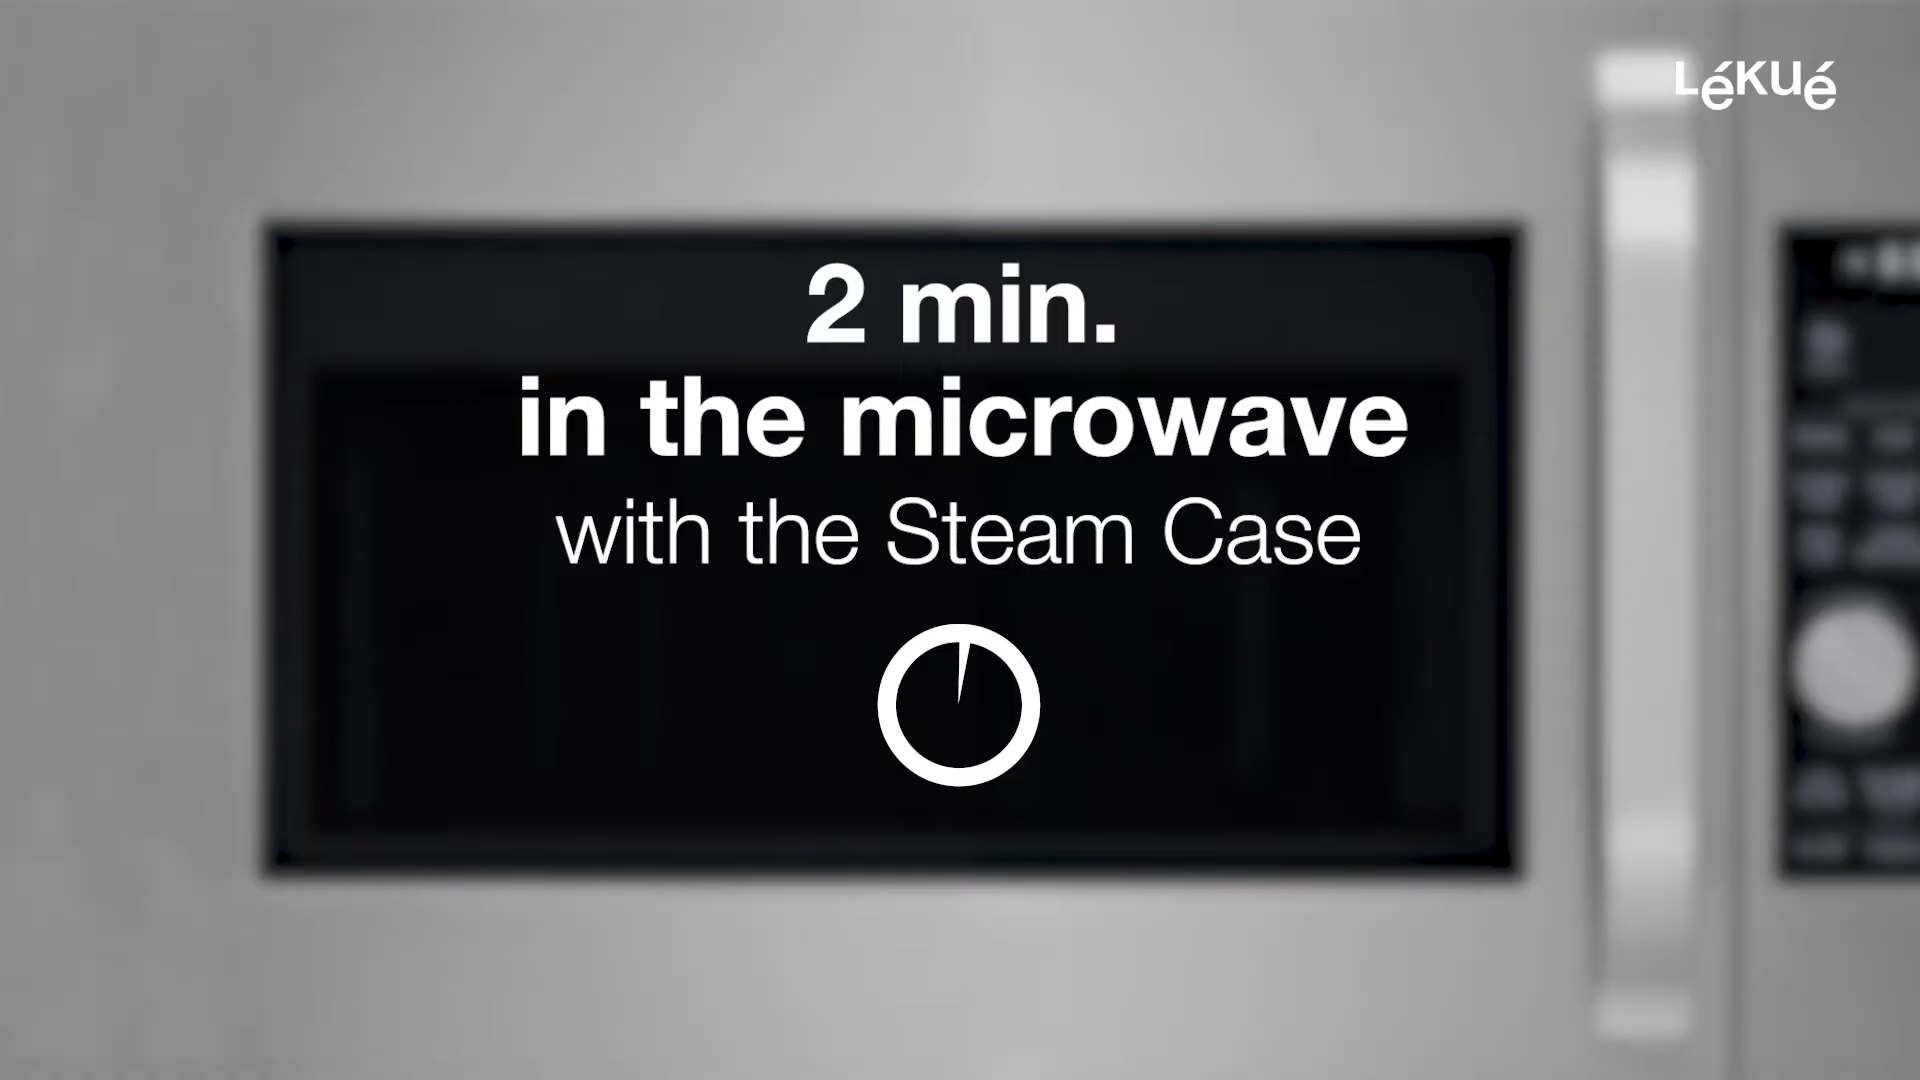 LéKUé
2 min.
in the microwave
with the Steam Case